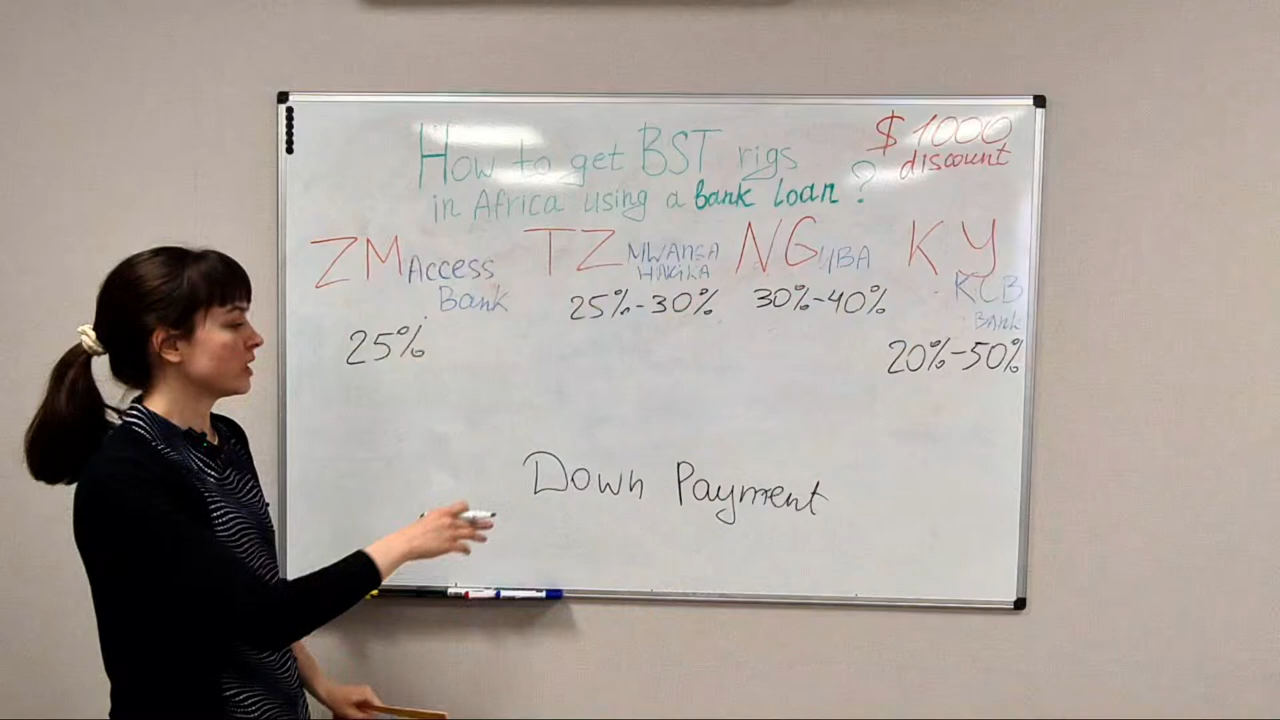 How to get BST rigs
in Africa using a bank loan?
$ 1000
discount
ZM Access
Bank
25%
TZ MWANGA
HAKIKA
25%-30%
NG UBA
30%-40%
KY
KCB
BANK
20%-50%
Down Payment